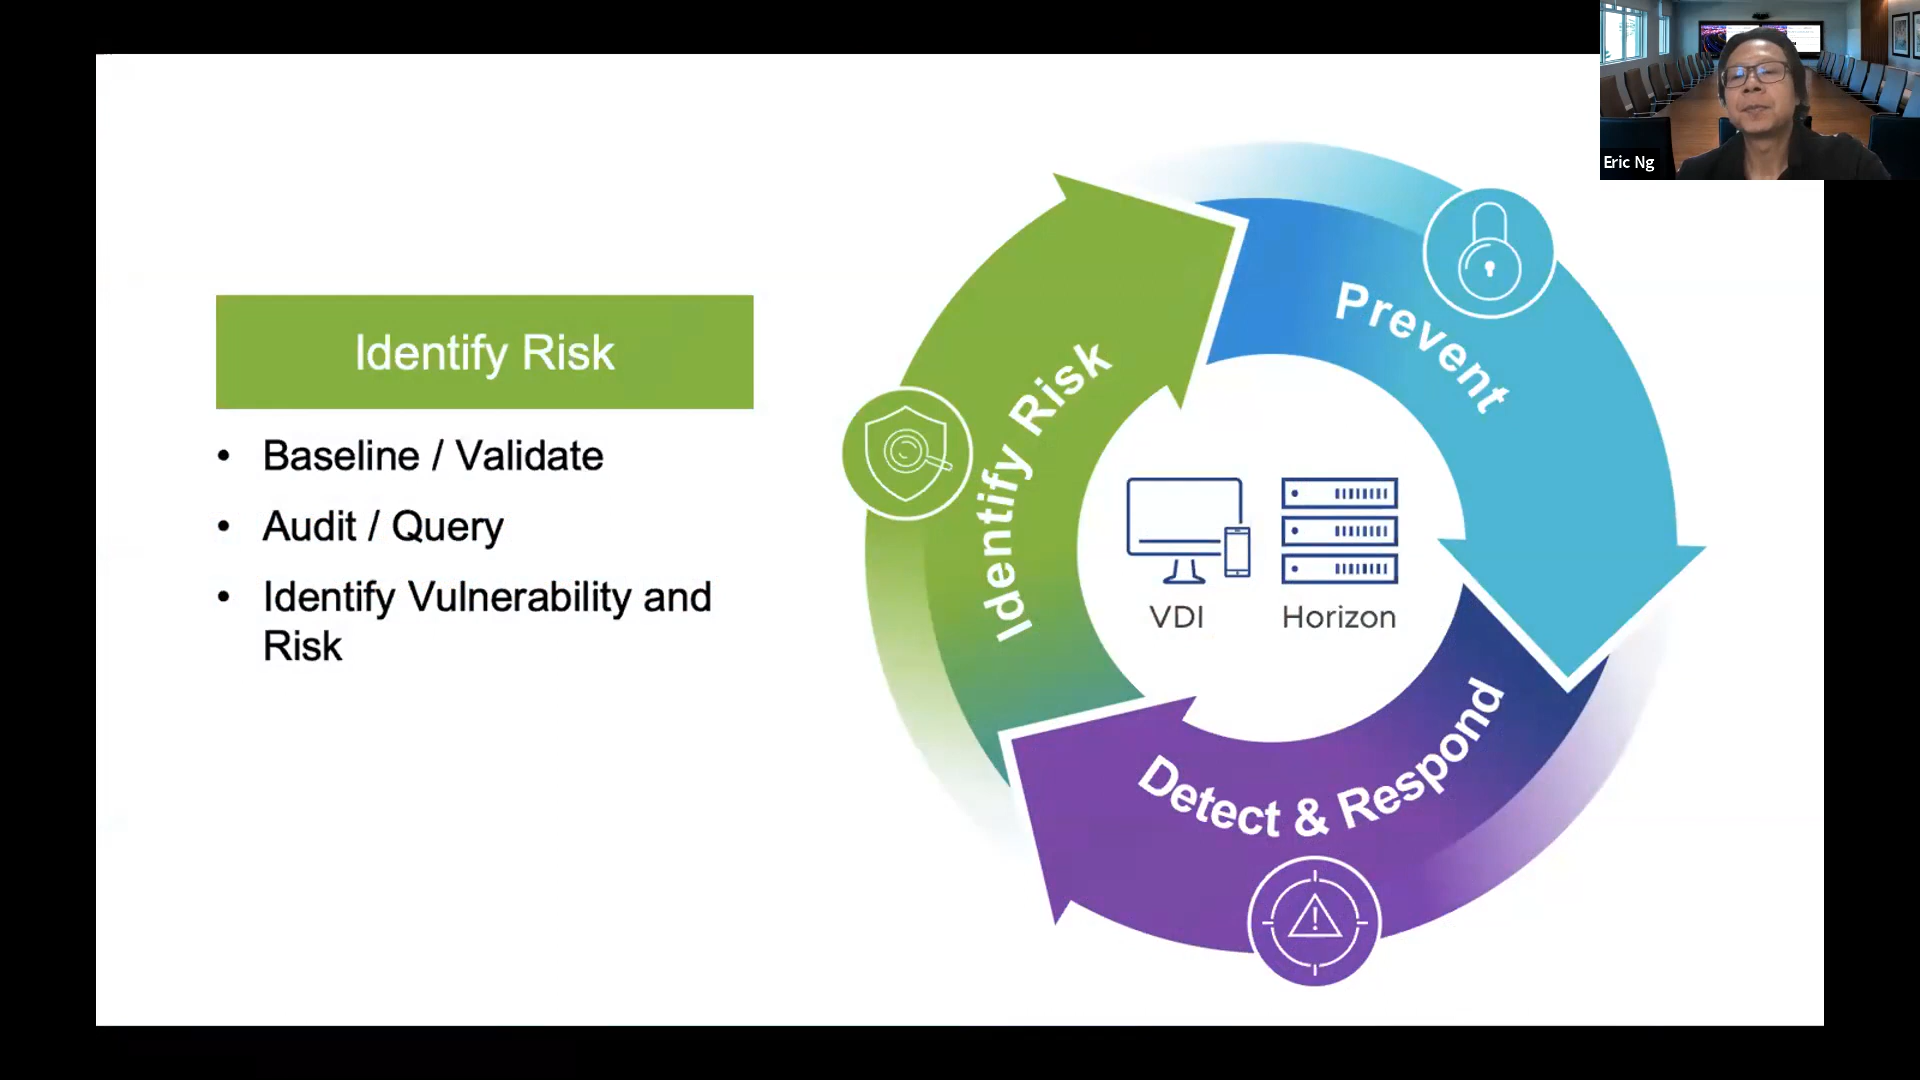 Eric Ng
Identify Risk
• Baseline / Validate
• Audit / Query
• Identify Vulnerability and
Risk
Identify Risk
Prevent
Detect & Respond
VDI
Horizon